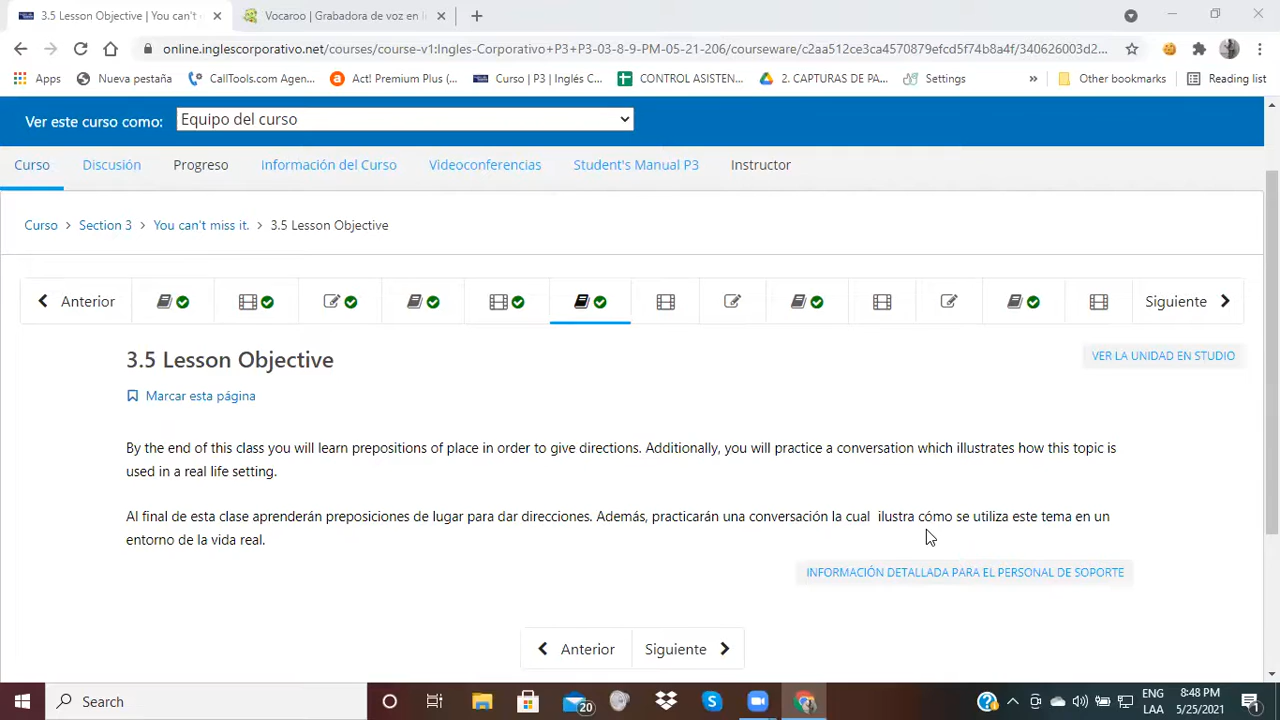 3.5 Lesson Objective | You can't
Vocaroo | Grabadora de voz en lí
online.inglescorporativo.net/courses/course-v1:Ingles-Corporativo+P3+P3-03-8-9-PM-05-21-206/courseware/c2aa512ce3ca4570879efcd5f74b8a4f/340626003d2...
Apps Nueva pestaña CallTools.com Agen... Act! Premium Plus (... Curso | P3 | Inglés C... CONTROL ASISTEN... 2. CAPTURAS DE PA... Settings » Other bookmarks Reading list
Ver este curso como: Equipo del curso
Curso Discusión Progreso Información del Curso Videoconferencias Student's Manual P3 Instructor
Curso > Section 3 > You can't miss it. > 3.5 Lesson Objective
Anterior Siguiente
3.5 Lesson Objective
VER LA UNIDAD EN STUDIO
Marcar esta página
By the end of this class you will learn prepositions of place in order to give directions. Additionally, you will practice a conversation which illustrates how this topic is
used in a real life setting.
Al final de esta clase aprenderán preposiciones de lugar para dar direcciones. Además, practicarán una conversación la cual ilustra cómo se utiliza este tema en un
entorno de la vida real.
INFORMACIÓN DETALLADA PARA EL PERSONAL DE SOPORTE
Anterior Siguiente
Search 20 ENG 8:48 PM
LAA 5/25/2021 1